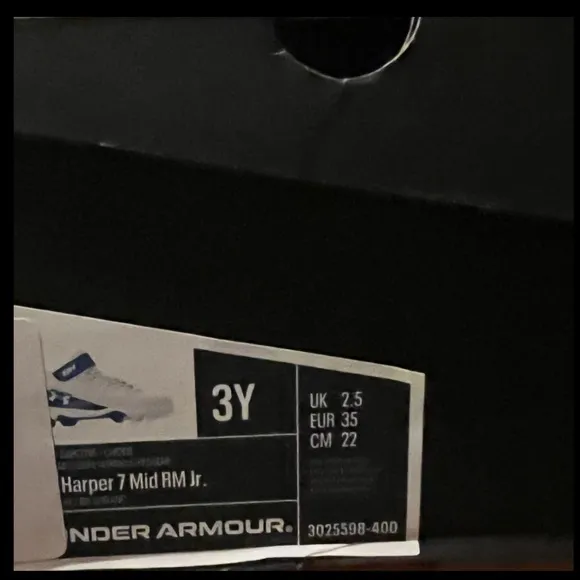 3Y
UK 2.5
EUR 35
CM 22
Harper 7 Mid RM Jr.
NDER ARMOUR®
3025598-400